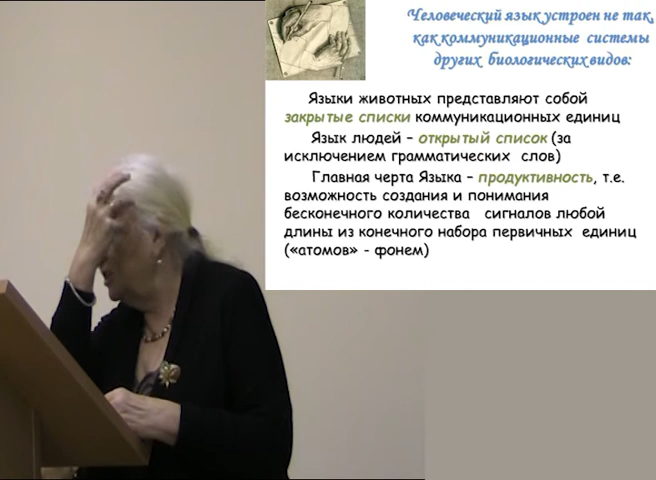 Человеческий язык устроен не так,
как коммуникационные системы
других биологических видов:
Языки животных представляют собой
закрытые списки коммуникационных единиц
Язык людей – открытый список (за
исключением грамматических слов)
Главная черта Языка – продуктивность, т.е.
возможность создания и понимания
бесконечного количества сигналов любой
длины из конечного набора первичных единиц
(«атомов» - фонем)